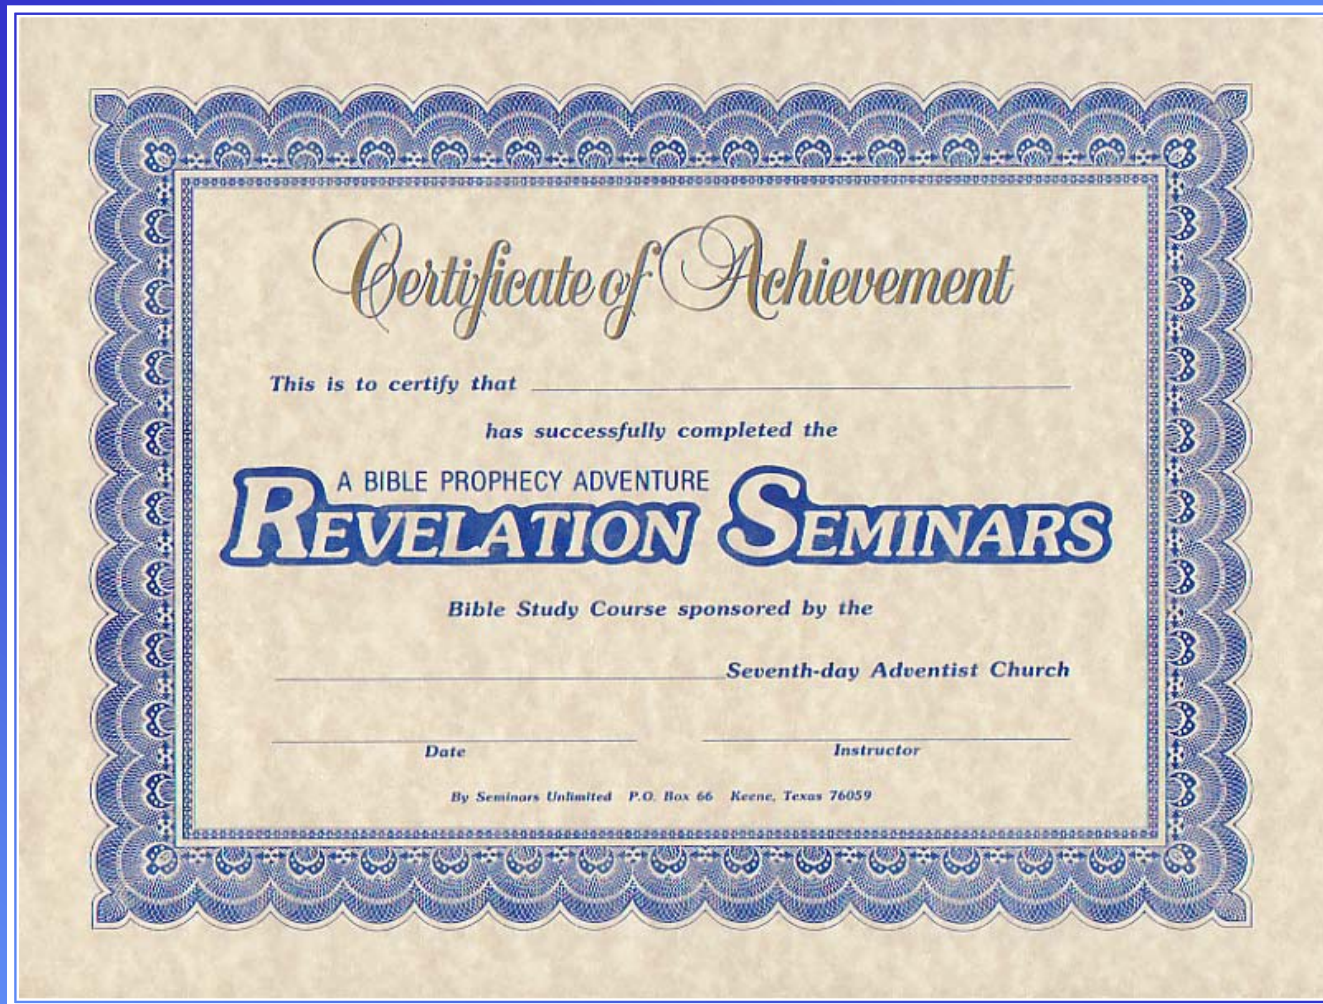 Certificate of Achievement
This is to certify that
has successfully completed the
A BIBLE PROPHECY ADVENTURE
REVELATION SEMINARS
Bible Study Course sponsored by the
Seventh-day Adventist Church
Date Instructor
By Seminars Unlimited P.O. Box 66 Keene, Texas 76059